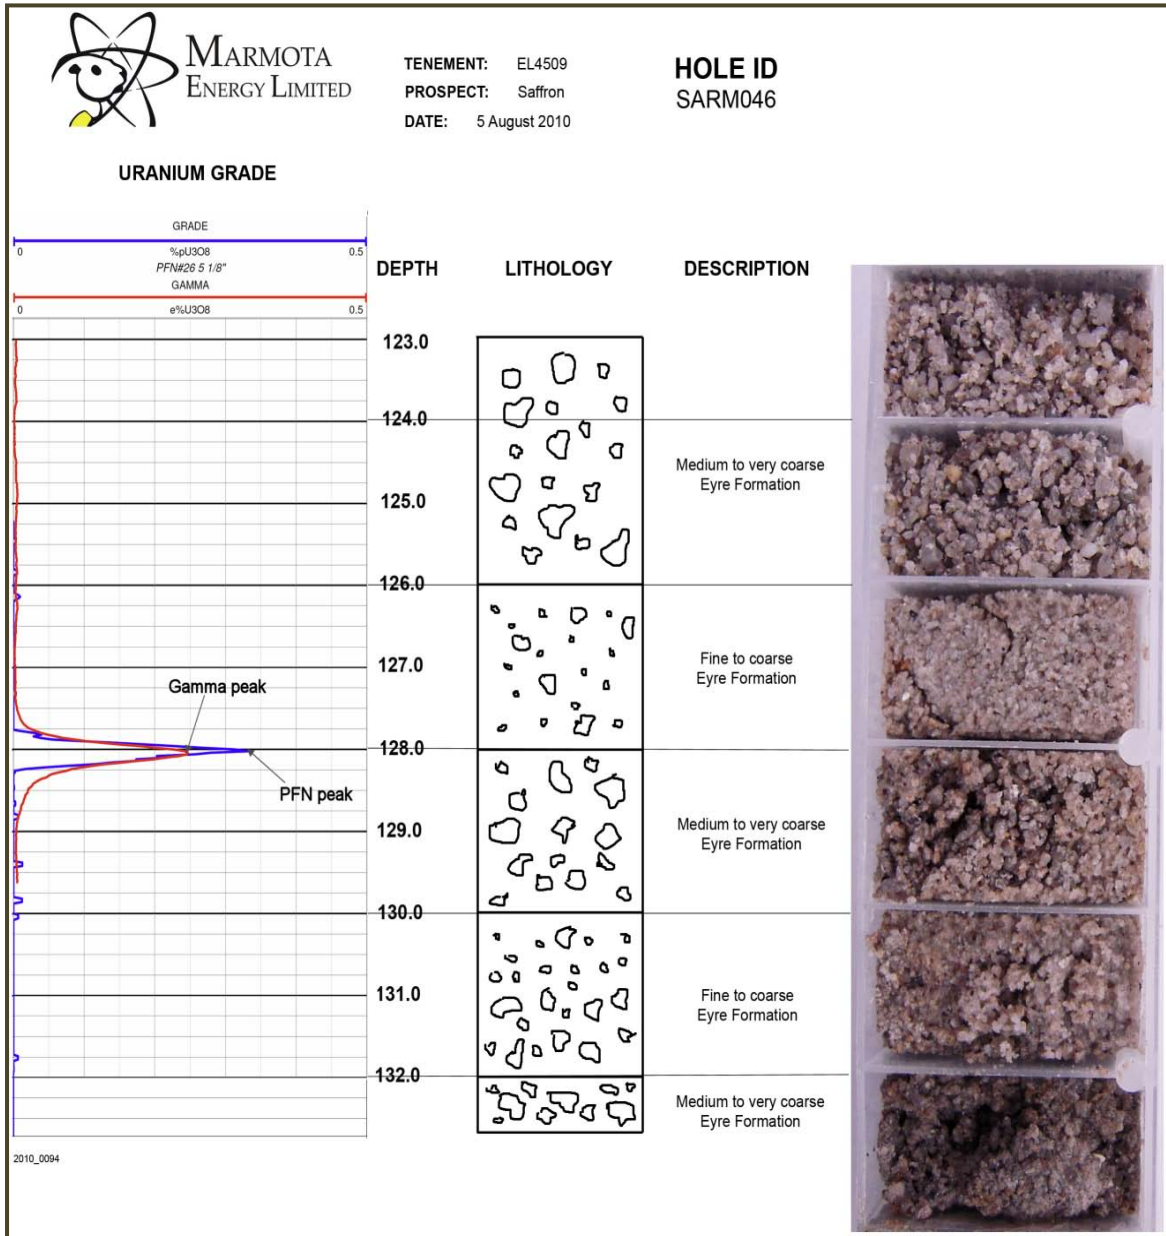 MARMOTA
ENERGY LIMITED
TENEMENT: EL4509
PROSPECT: Saffron
DATE: 5 August 2010
HOLE ID
SARM046
URANIUM GRADE
GRADE
0 %pU3O8 0.5
PFN#26 5 1/8"
GAMMA
0 e%U3O8 0.5
DEPTH LITHOLOGY DESCRIPTION
123.0
124.0
Medium to very coarse
Eyre Formation
125.0
126.0
Fine to coarse
Eyre Formation
127.0
Gamma peak
128.0
PFN peak
129.0
Medium to very coarse
Eyre Formation
130.0
131.0
Fine to coarse
Eyre Formation
132.0
Medium to very coarse
Eyre Formation
2010_0094